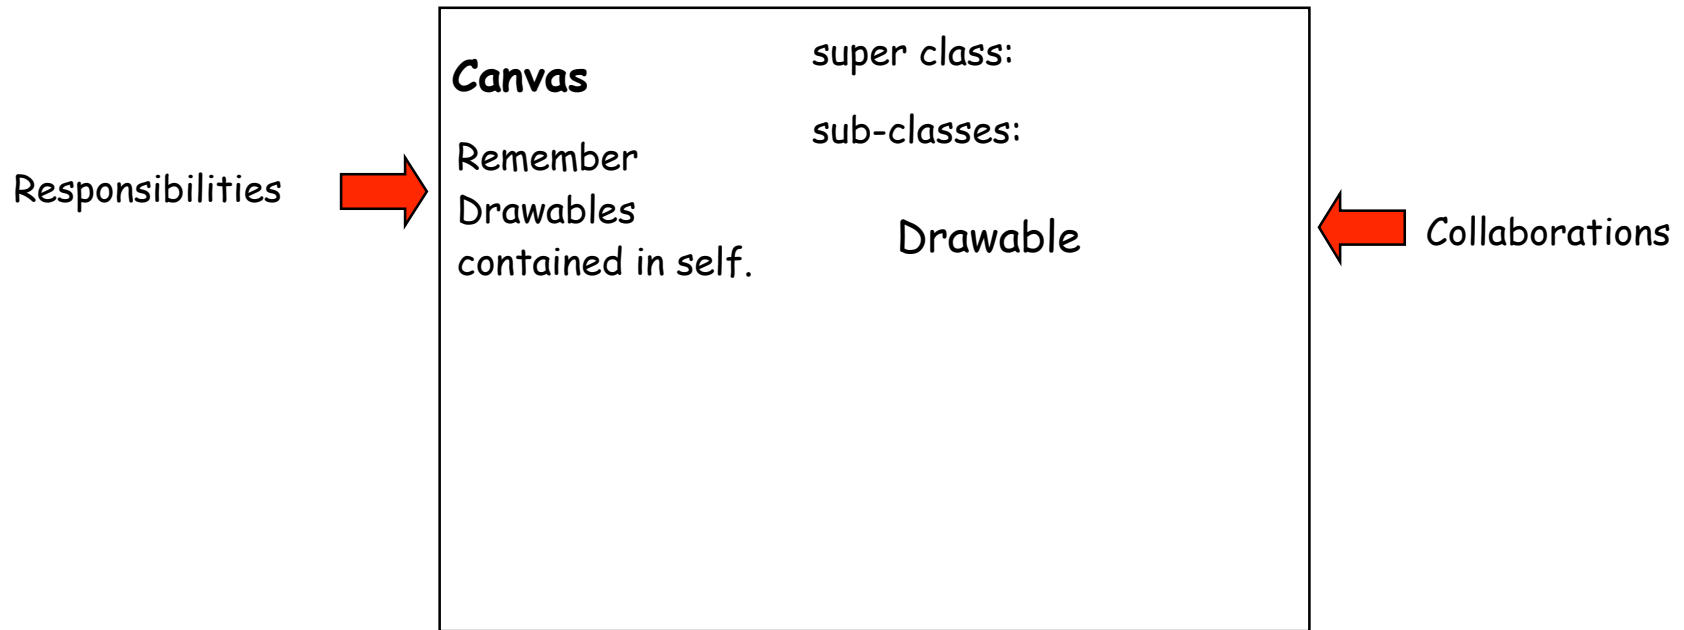 Canvas
super class:
sub-classes:
Responsibilities
Remember
Drawables
contained in self.
Drawable
Collaborations